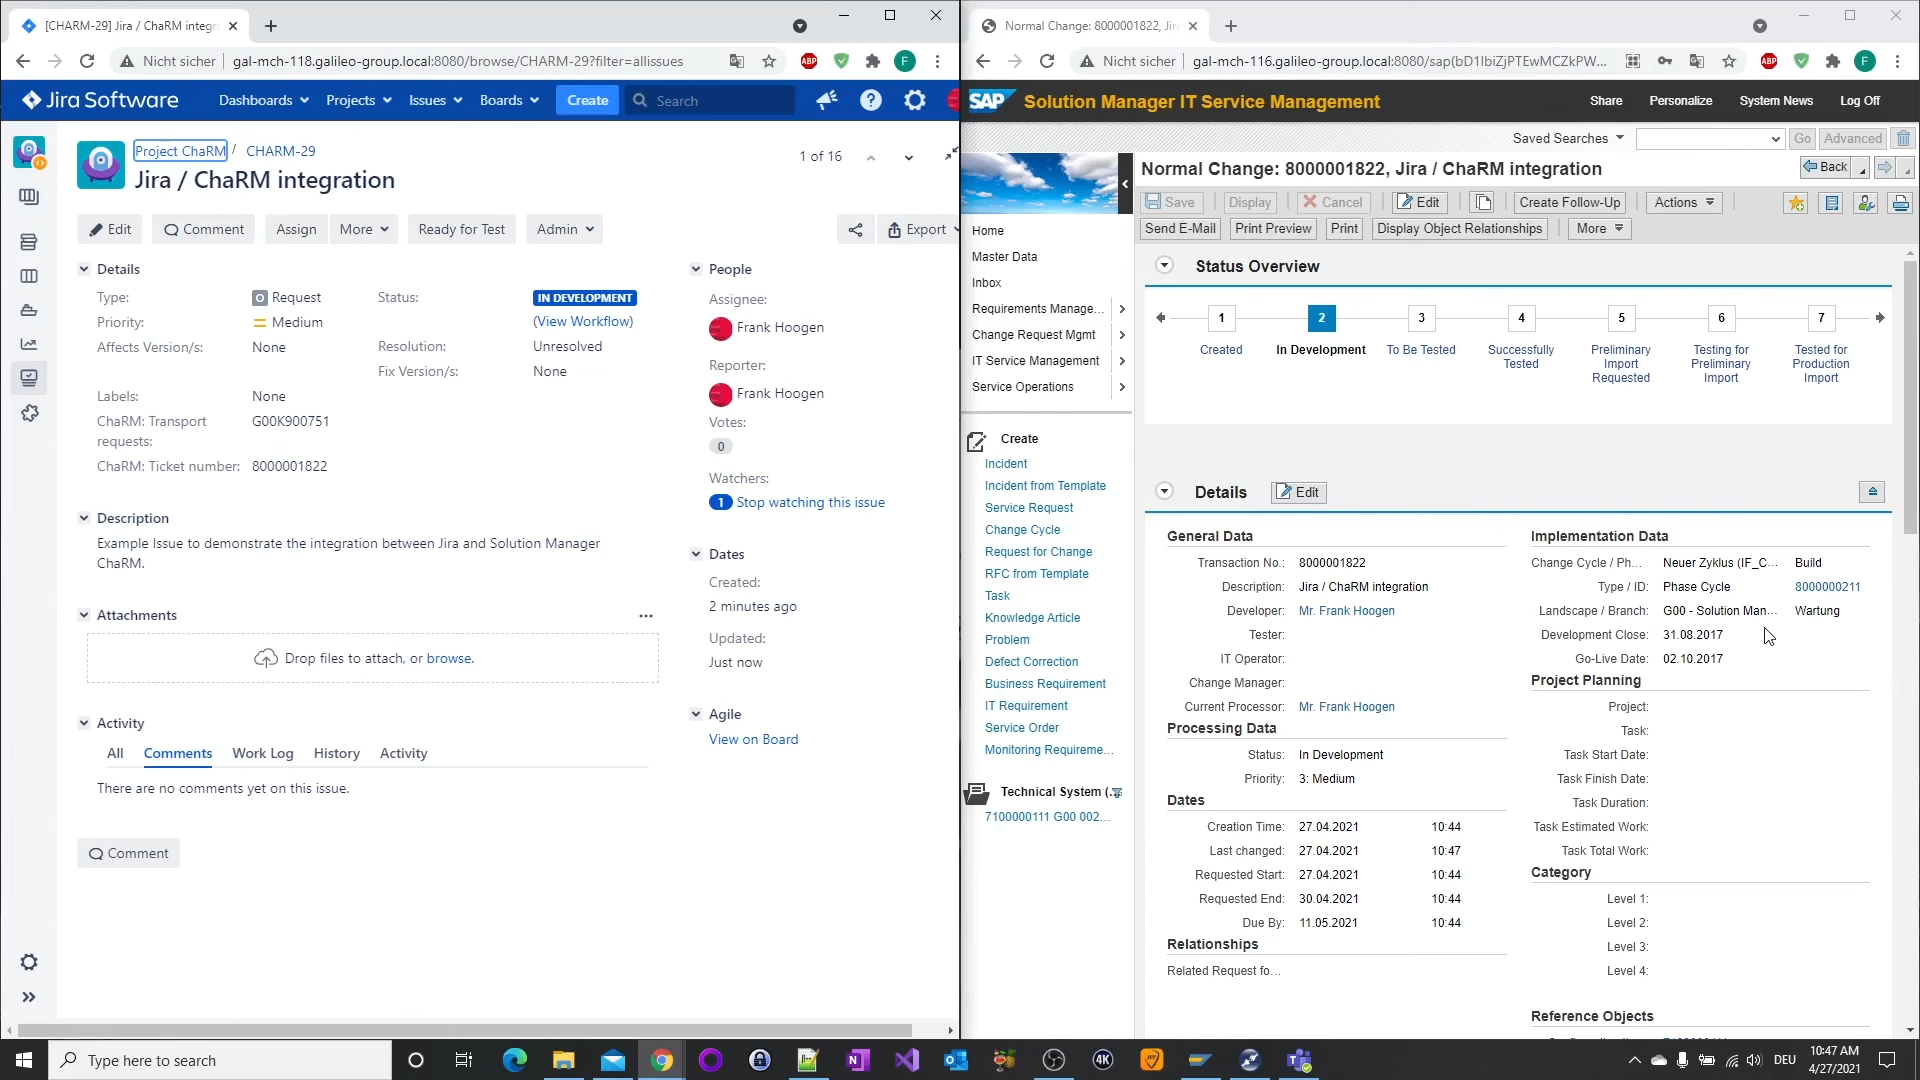 [CHARM-29] Jira / ChaRM integr
Nicht sicher
gal-mch-118.galileo-group.local:8080/browse/CHARM-29?filter=allissues
ABP
F
Jira Software
Dashboards
Projects
Issues
Boards
Create
Search
Project ChaRM / CHARM-29
Jira / ChaRM integration
1 of 16
Edit
Comment
Assign
More
Ready for Test
Admin
Export
Details
Type: Request
Priority: Medium
Affects Version/s: None
Status: IN DEVELOPMENT
(View Workflow)
Resolution: Unresolved
Fix Version/s: None
Labels: None
ChaRM: Transport requests: G00K900751
ChaRM: Ticket number: 8000001822
Description
Example Issue to demonstrate the integration between Jira and Solution Manager
ChaRM.
Attachments
Drop files to attach, or browse.
Activity
All
Comments
Work Log
History
Activity
There are no comments yet on this issue.
Comment
People
Assignee:
Frank Hoogen
Reporter:
Frank Hoogen
Votes:
0
Watchers:
1 Stop watching this issue
Dates
Created:
2 minutes ago
Updated:
Just now
Agile
View on Board
Normal Change: 8000001822, Jir
Nicht sicher
gal-mch-116.galileo-group.local:8080/sap(bD1lbiZjPTEwMCZkPW...
ABP
F
SAP
Solution Manager IT Service Management
Share
Personalize
System News
Log Off
Saved Searches
Go
Advanced
Normal Change: 8000001822, Jira / ChaRM integration
Back
Save
Display
Cancel
Edit
Create Follow-Up
Actions
Send E-Mail
Print Preview
Print
Display Object Relationships
More
Home
Master Data
Inbox
Requirements Manage...
Change Request Mgmt
IT Service Management
Service Operations
Create
Incident
Incident from Template
Service Request
Change Cycle
Request for Change
RFC from Template
Task
Knowledge Article
Problem
Defect Correction
Business Requirement
IT Requirement
Service Order
Monitoring Requireme...
Technical System (.
7100000111 G00 002...
Status Overview
1 2 3 4 5 6 7
Created
In Development
To Be Tested
Successfully Tested
Preliminary Import Requested
Testing for Preliminary Import
Tested for Production Import
Details
Edit
General Data
Transaction No.: 8000001822
Description: Jira / ChaRM integration
Developer: Mr. Frank Hoogen
Tester:
IT Operator:
Change Manager:
Current Processor: Mr. Frank Hoogen
Processing Data
Status: In Development
Priority: 3: Medium
Dates
Creation Time: 27.04.2021 10:44
Last changed: 27.04.2021 10:47
Requested Start: 27.04.2021 10:44
Requested End: 30.04.2021 10:44
Due By: 11.05.2021 10:44
Relationships
Related Request fo...
Implementation Data
Change Cycle / Ph... Neuer Zyklus (IF_C... Build
Type / ID: Phase Cycle 8000000211
Landscape / Branch: G00 - Solution Man... Wartung
Development Close: 31.08.2017
Go-Live Date: 02.10.2017
Project Planning
Project:
Task:
Task Start Date:
Task Finish Date:
Task Duration:
Task Estimated Work:
Task Total Work:
Category
Level 1:
Level 2:
Level 3:
Level 4:
Reference Objects
Type here to search
4K
DEU
10:47 AM
4/27/2021